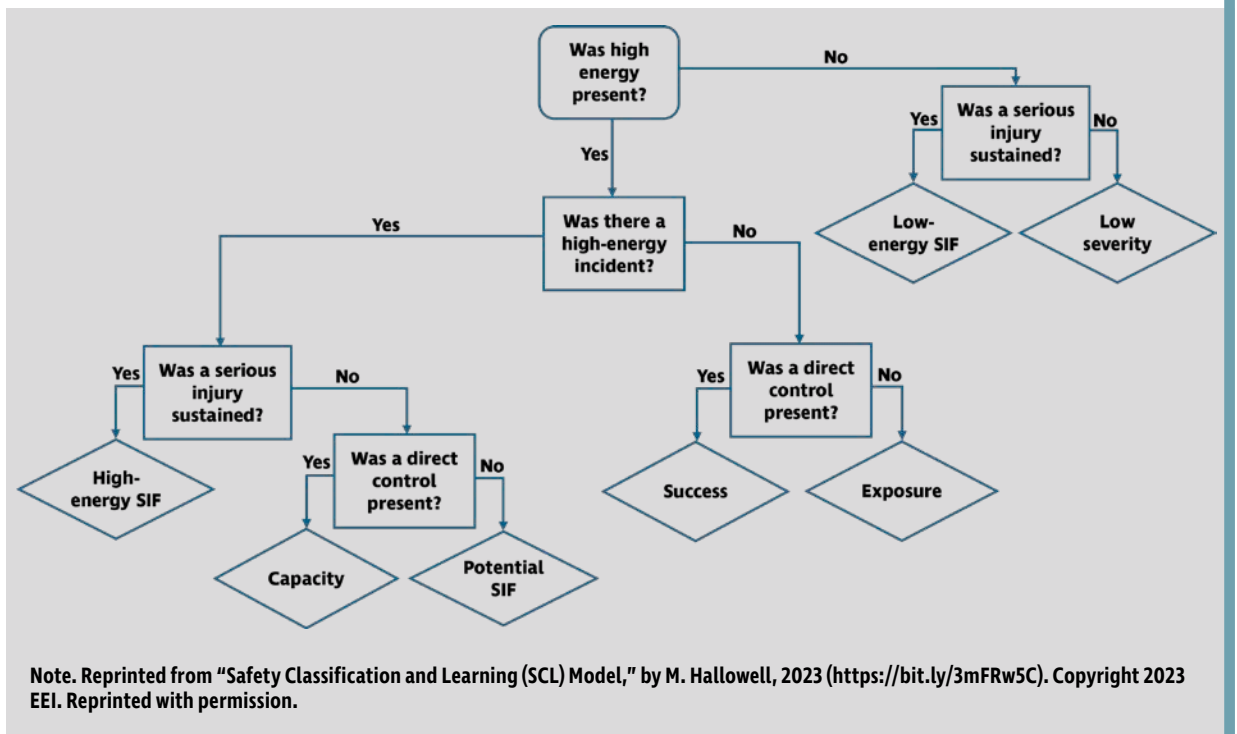 Was high
energy
present?
No
Was a serious
injury
sustained?
Yes
No
Low-
energy SIF
Low
severity
Yes
Was there a
high-energy
incident?
Yes
No
Was a serious
injury
sustained?
Yes
No
High-
energy SIF
Was a direct
control
present?
Yes
No
Capacity
Potential
SIF
Was a direct
control
present?
Yes
No
Success
Exposure
Note. Reprinted from “Safety Classification and Learning (SCL) Model,” by M. Hallowell, 2023 (https://bit.ly/3mFRw5C). Copyright 2023
EEI. Reprinted with permission.